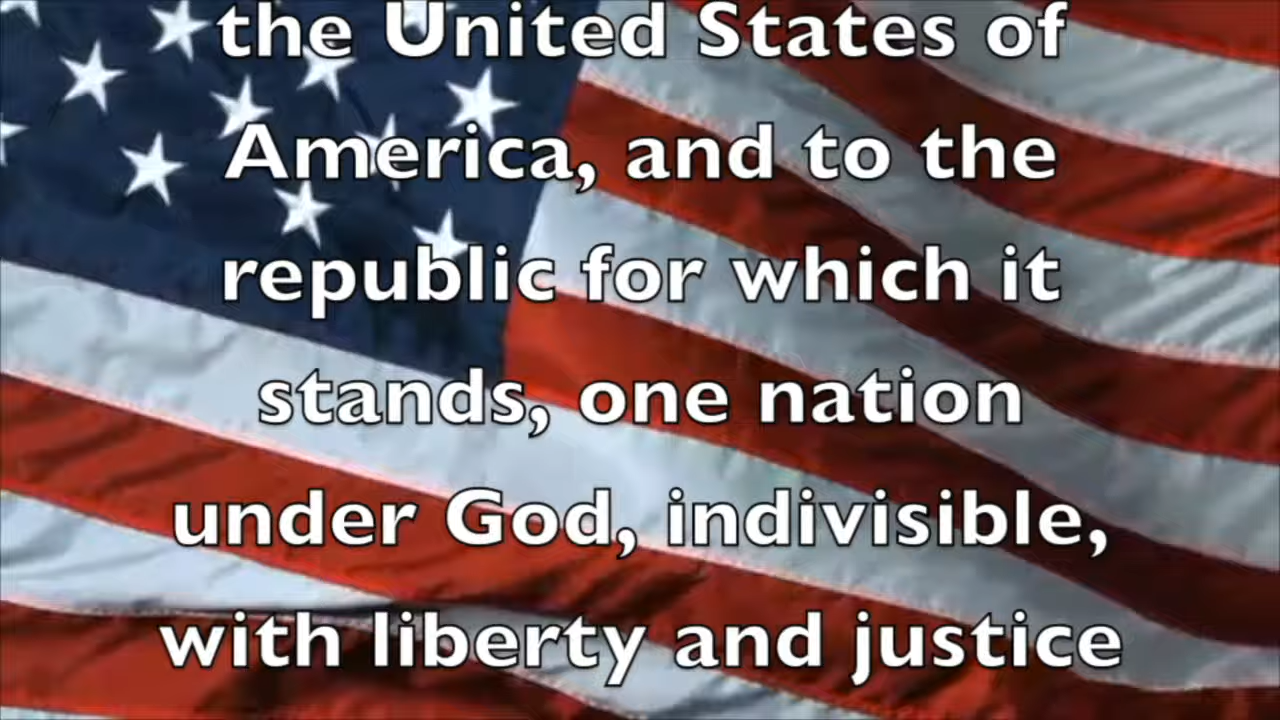 the United States of
America, and to the
republic for which it
stands, one nation
under God, indivisible,
with liberty and justice